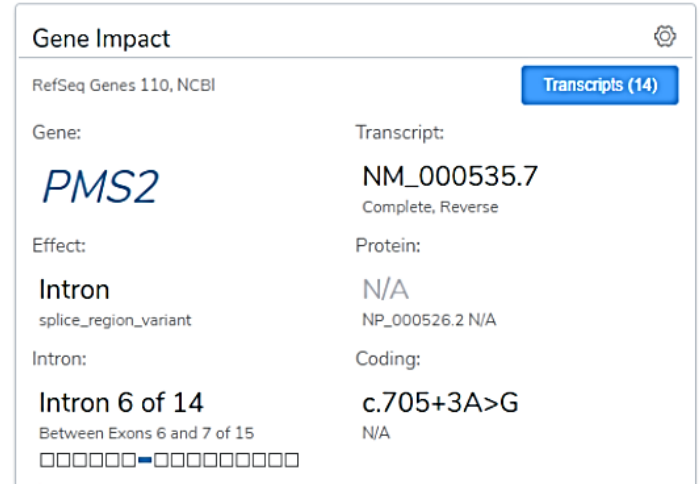 Gene Impact
RefSeq Genes 110, NCBI
Transcripts (14)
Gene:
Transcript:
PMS2
NM_000535.7
Complete, Reverse
Effect:
Protein:
Intron
N/A
splice_region_variant
NP_000526.2 N/A
Intron:
Coding:
Intron 6 of 14
c.705+3A>G
Between Exons 6 and 7 of 15
N/A